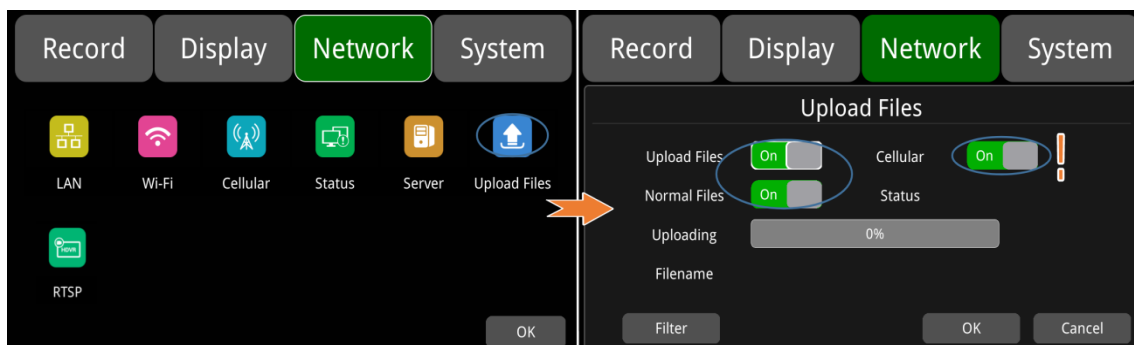 Record Display Network System
LAN Wi-Fi Cellular Status Server Upload Files
HDVR
RTSP
OK
Record Display Network System
Upload Files
Upload Files On Cellular On !
Normal Files On Status
Uploading 0%
Filename
Filter OK Cancel